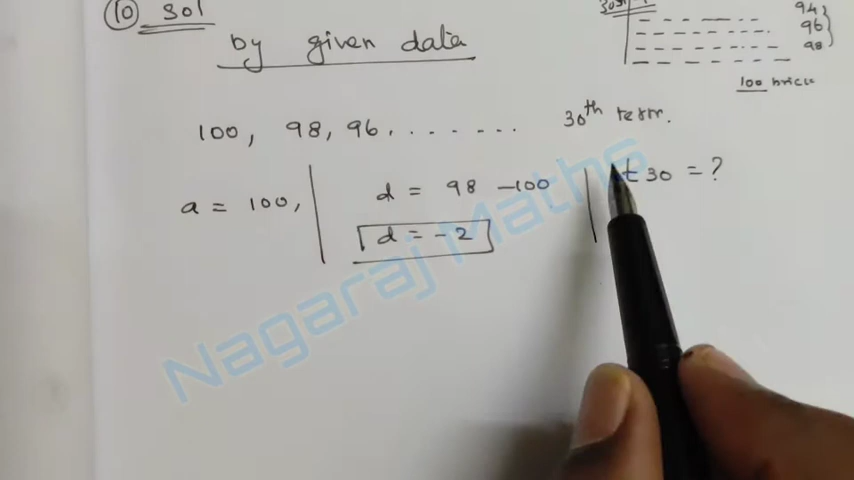 10 Sol
by given data
94
96
98
100 bricks
100, 98, 96, . . . . . . . 30th term.
a = 100,
d = 98 - 100
d = - 2
t 30 = ?
Nagaraj Maths